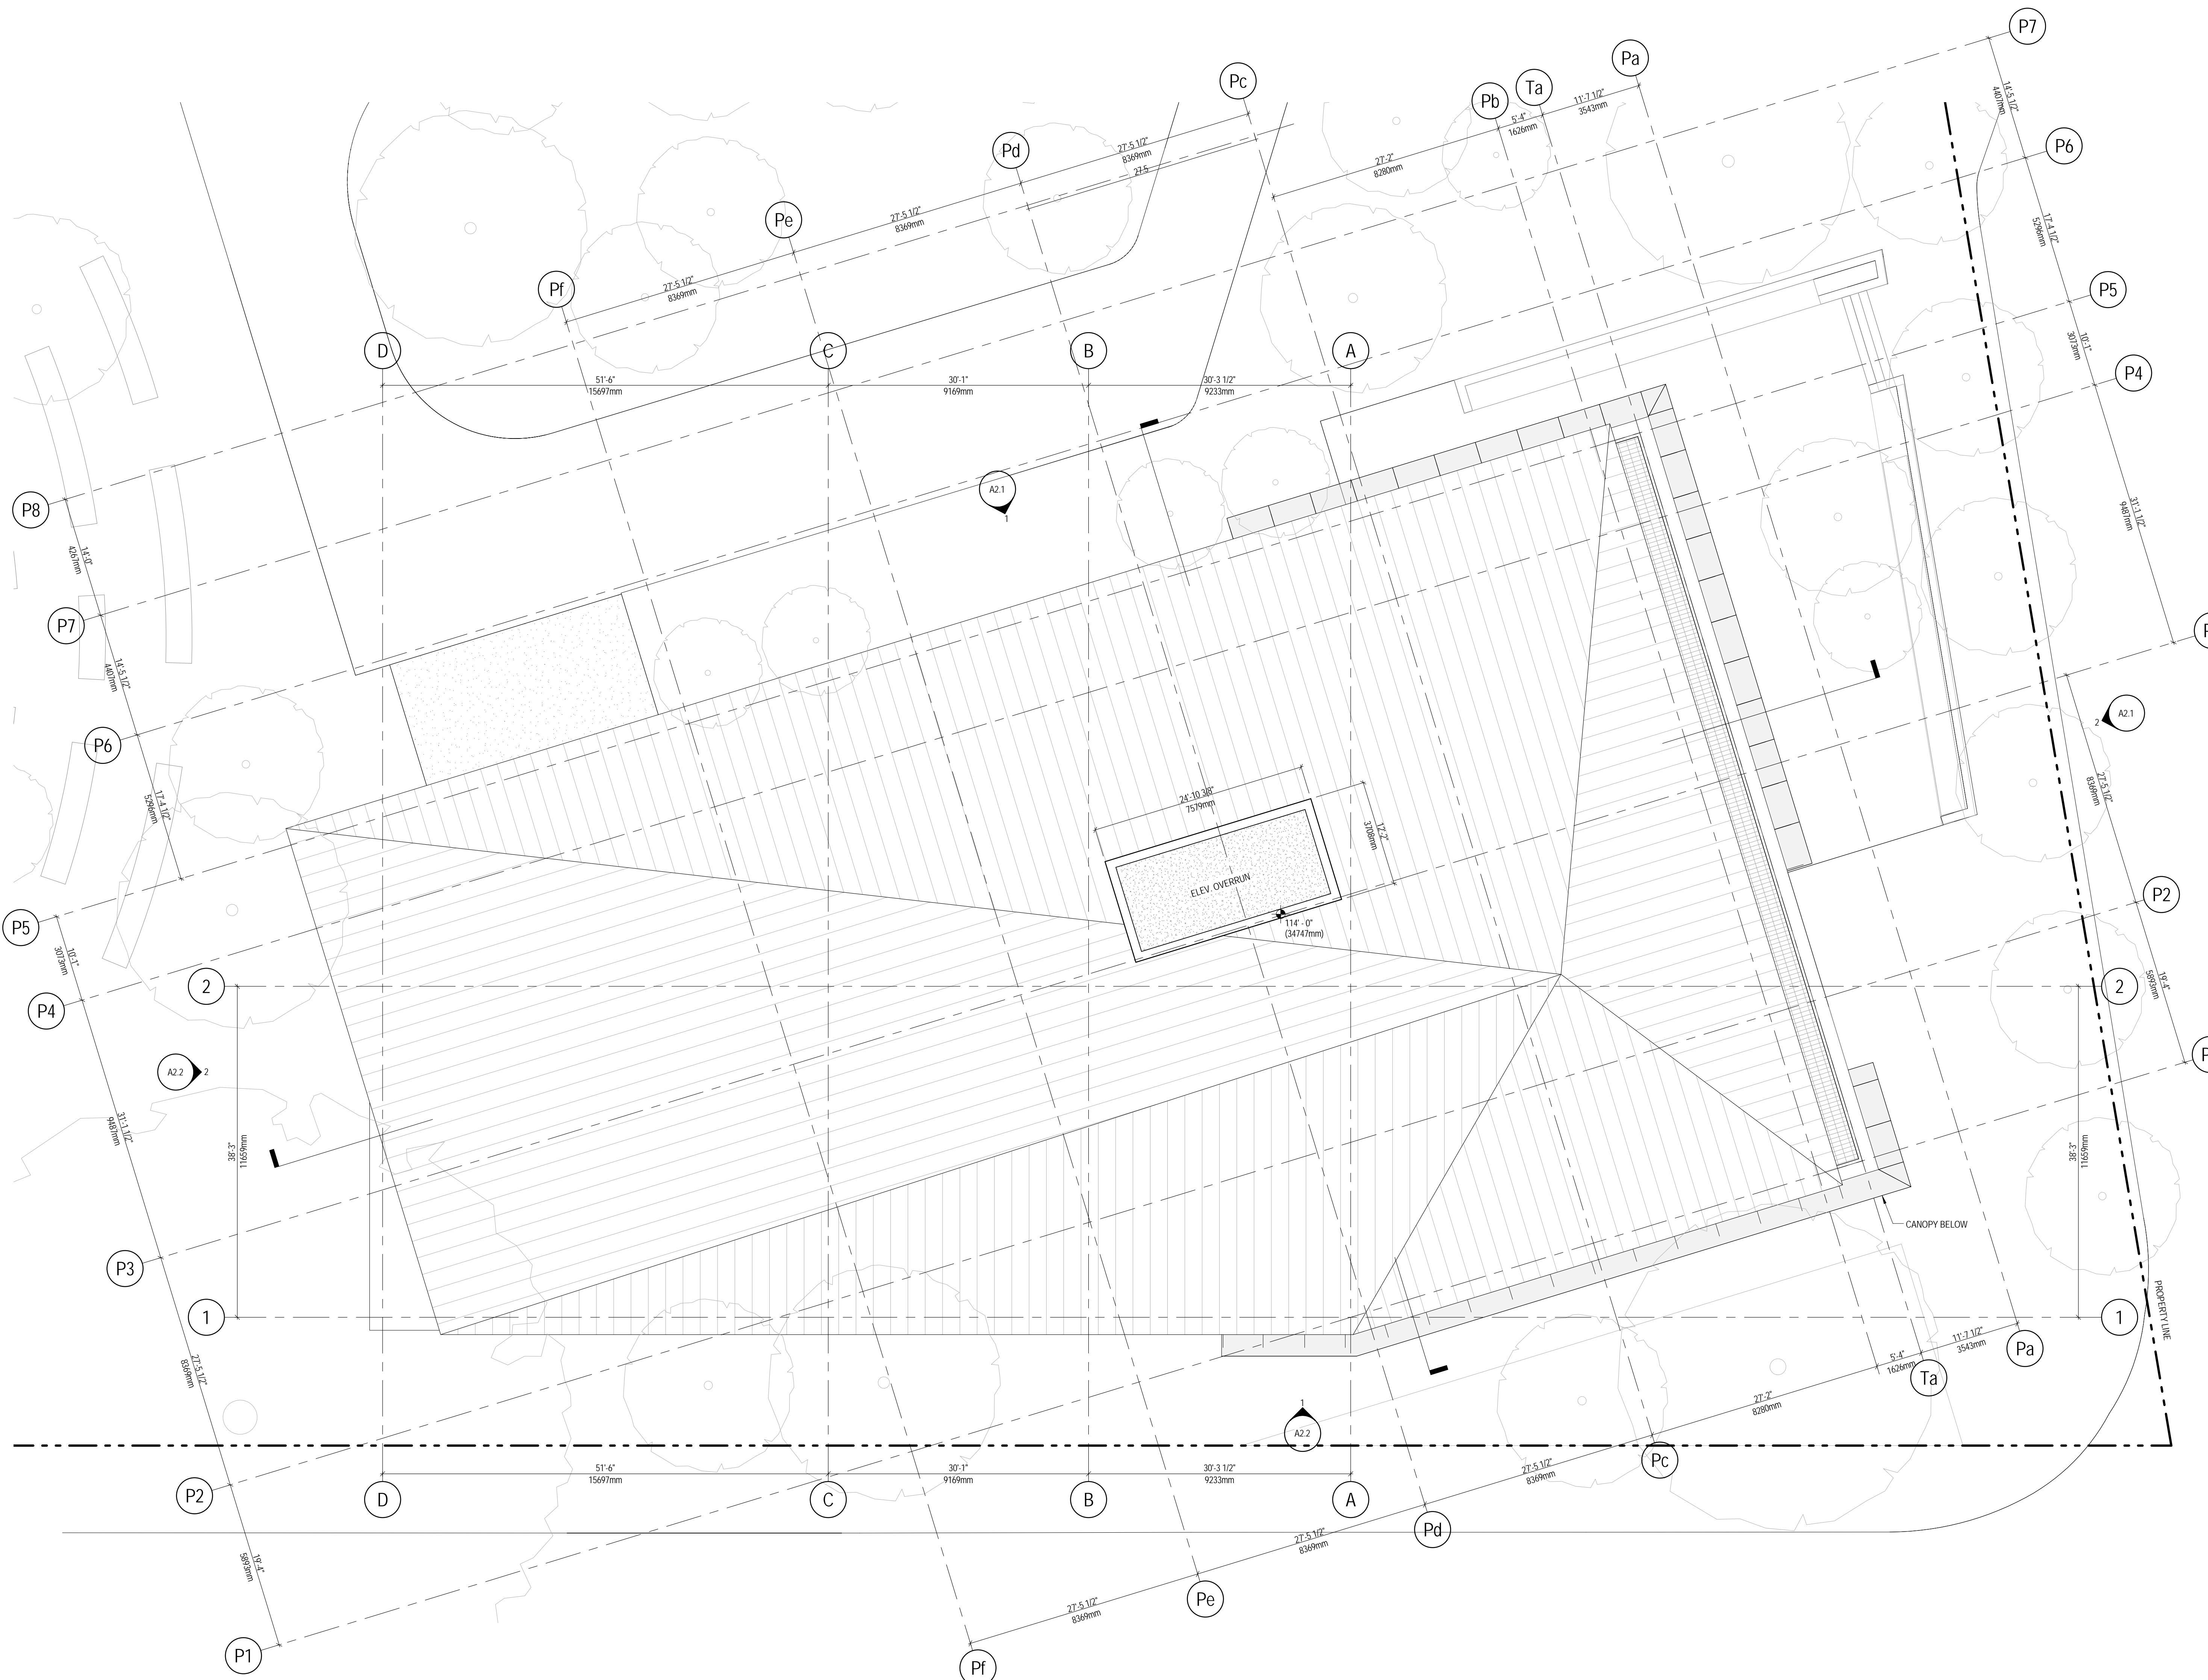 P7
Pa
Pc
Ta
Pb
11'-7 1/2"
3543mm
14'-5 1/2"
4407mm
5'-4"
1626mm
P6
Pd
27'-5 1/2"
8369mm
27'-2"
8280mm
27'-5
Pe
27'-5 1/2"
8369mm
17'-4 1/2"
5296mm
Pf
27'-5 1/2"
8369mm
P5
D
C
B
A
10'-1"
3073mm
P4
51'-6"
15697mm
30'-1"
9169mm
30'-3 1/2"
9233mm
A2.1
1
P8
31'-1 1/2"
9487mm
14'-0"
4267mm
P7
14'-5 1/2"
4407mm
2
A2.1
P6
27'-5 1/2"
8369mm
17'-4 1/2"
5296mm
24'-10 3/8"
7579mm
12'-2"
3708mm
ELEV. OVERRUN
P2
114' - 0"
(34747mm)
P5
10'-1"
3073mm
2
2
19'-4"
5893mm
P4
A2.2
2
31'-1 1/2"
9487mm
38'-3"
11659mm
38'-3"
11659mm
CANOPY BELOW
P3
1
1
PROPERTY LINE
11'-7 1/2"
3543mm
Pa
27'-5 1/2"
8369mm
5'-4"
1626mm
Ta
27'-2"
8280mm
1
A2.2
Pc
51'-6"
15697mm
30'-1"
9169mm
30'-3 1/2"
9233mm
27'-5 1/2"
8369mm
P2
D
C
B
A
Pd
27'-5 1/2"
8369mm
19'-4"
5893mm
Pe
27'-5 1/2"
8369mm
P1
Pf